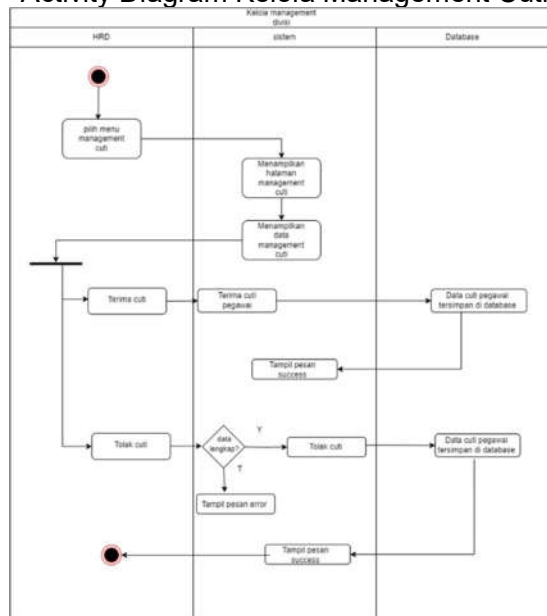 Activity Diagram Kelola Management Cuti
Kelola management
divisi
HRD
sistem
Database
pilih menu
management
cuti
Menampilkan
halaman
management
cuti
Menampilkan
data
management
cuti
Terima cuti
Terima cuti
pegawai
Data cuti pegawai
tersimpan di database
Tampil pesan
success
Tolak cuti
data
lengkap?
Y
T
Tolak cuti
Data cuti pegawai
tersimpan di database
Tampil pesan error
Tampil pesan
success